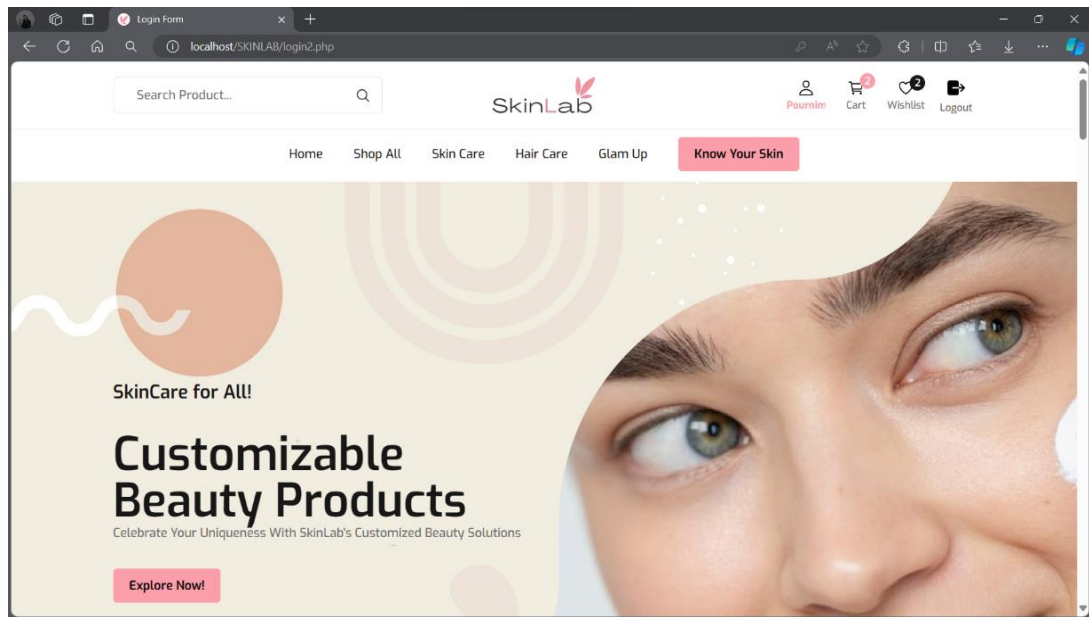 Login Form
localhost/SKINLAB/login2.php
Search Product...
SkinLab
Pournim
2
Cart
2
Wishlist
Logout
Home Shop All Skin Care Hair Care Glam Up Know Your Skin
SkinCare for All!
Customizable
Beauty Products
Celebrate Your Uniqueness With SkinLab's Customized Beauty Solutions
Explore Now!